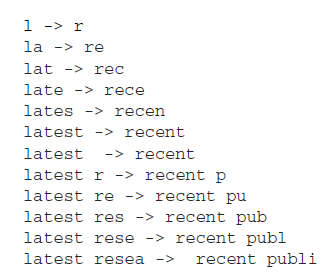 l -> r
la -> re
lat -> rec
late -> rece
lates -> recen
latest -> recent
latest  -> recent
latest r -> recent p
latest re -> recent pu
latest res -> recent pub
latest rese -> recent publ
latest resea ->  recent publi